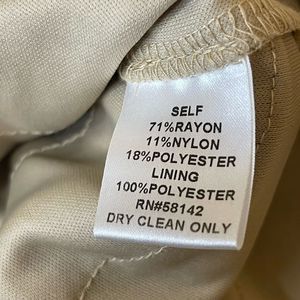 SELF
71%RAYON
11%NYLON
18%POLYESTER
LINING
100%POLYESTER
RN#58142
DRY CLEAN ONLY